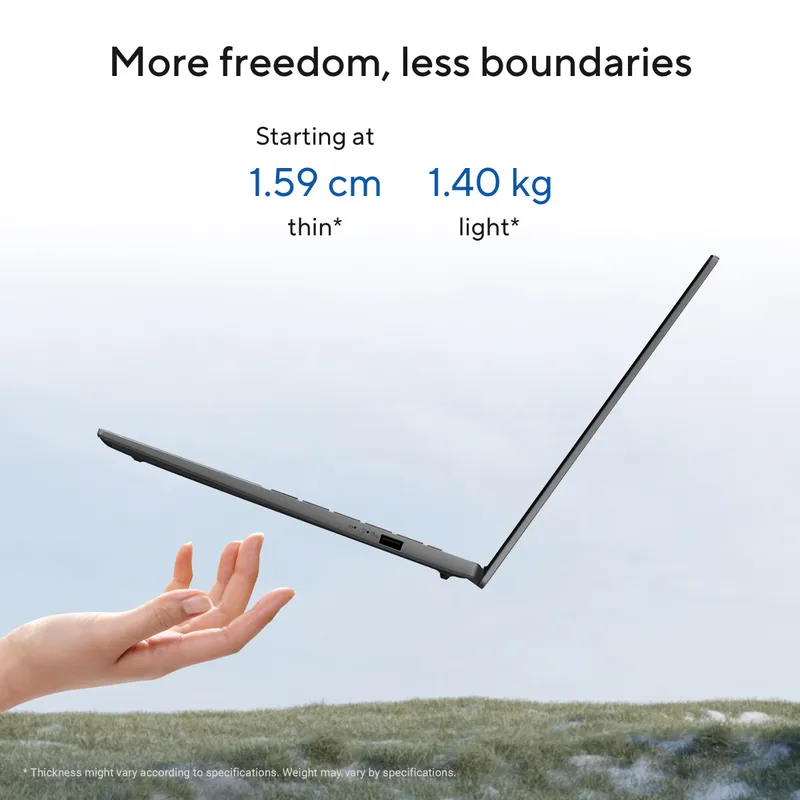 More freedom, less boundaries
Starting at
1.59 cm
thin*
1.40 kg
light*
* Thickness might vary according to specifications. Weight may vary by specifications.